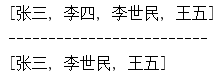 [张三, 李四, 李世民, 王五]
--------------------------
[张三, 李世民, 王五]